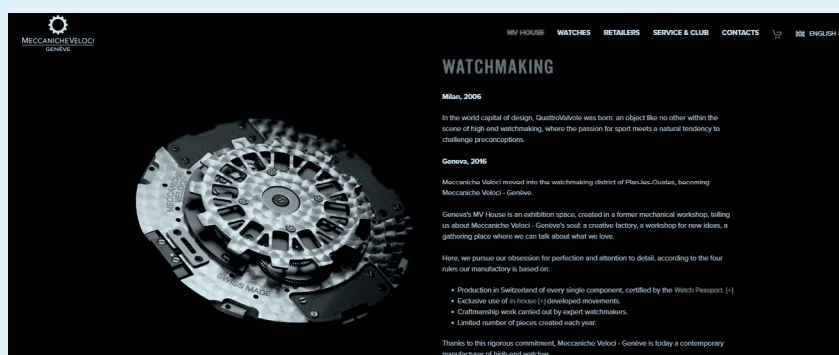 MECCANICHE VELOCI
GENÈVE
MV HOUSE WATCHES RETAILERS SERVICE & CLUB CONTACTS ENGLISH
WATCHMAKING
Milan, 2006
In the world capital of design, QuattroValvole was born: an object like no other within the
scene of high end watchmaking, where the passion for sport meets a natural tendency to
challenge preconceptions.
Geneva, 2016
Meccaniche Veloci moved into the watchmaking district of Plan-les-Ouates, becoming
Meccaniche Veloci - Genève.
Geneva's MV House is an exhibition space, created in a former mechanical workshop, telling
us about Meccaniche Veloci - Genève's soul: a creative factory, a workshop for new ideas, a
gathering place where we can talk about what we love.
Here, we pursue our obsession for perfection and attention to detail, according to the four
rules our manufactory is based on:
• Production in Switzerland of every single component, certified by the Watch Passport. [+]
• Exclusive use of in-house [+] developed movements.
• Craftmanship work carried out by expert watchmakers.
• Limited number of pieces created each year.
Thanks to this rigorous commitment, Meccaniche Veloci - Genève is today a contemporary
manufacturer of high-end watches.
MECCANICHE
VELOCI
SWISS MADE